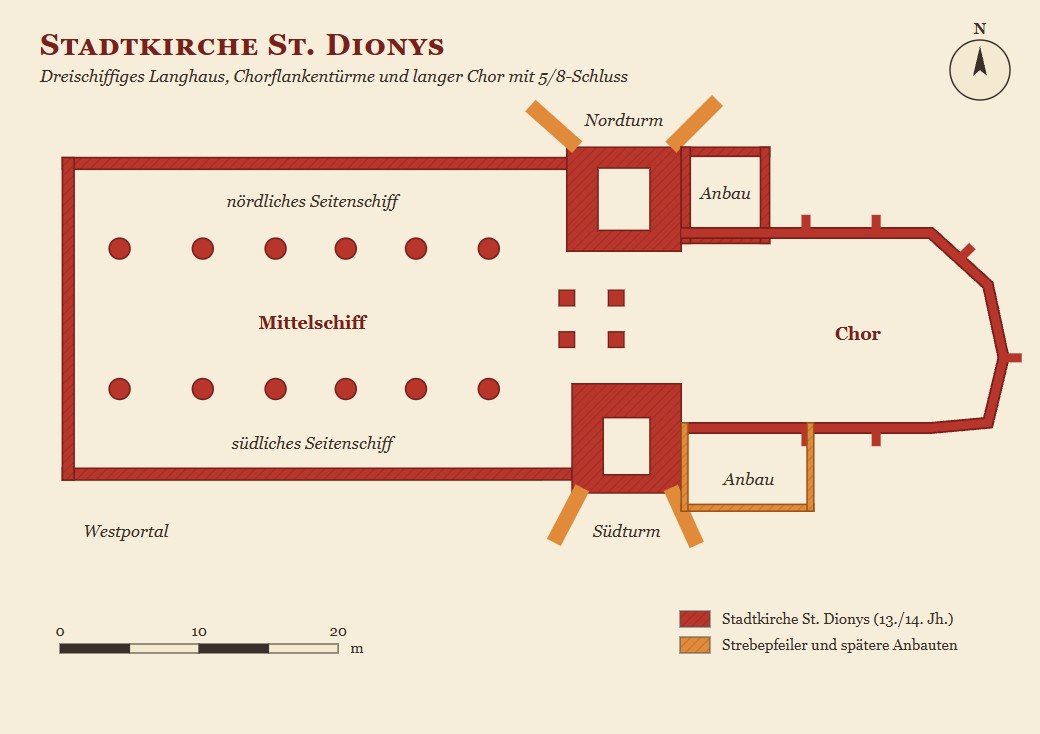 Stadtkirche St. Dionys
Dreischiffiges Langhaus, Chorflankentürme und langer Chor mit 5/8-Schluss
N
Nordturm
Anbau
nördliches Seitenschiff
Mittelschiff
Chor
südliches Seitenschiff
Anbau
Westportal
Südturm
0 10 20
m
Stadtkirche St. Dionys (13./14. Jh.)
Strebepfeiler und spätere Anbauten